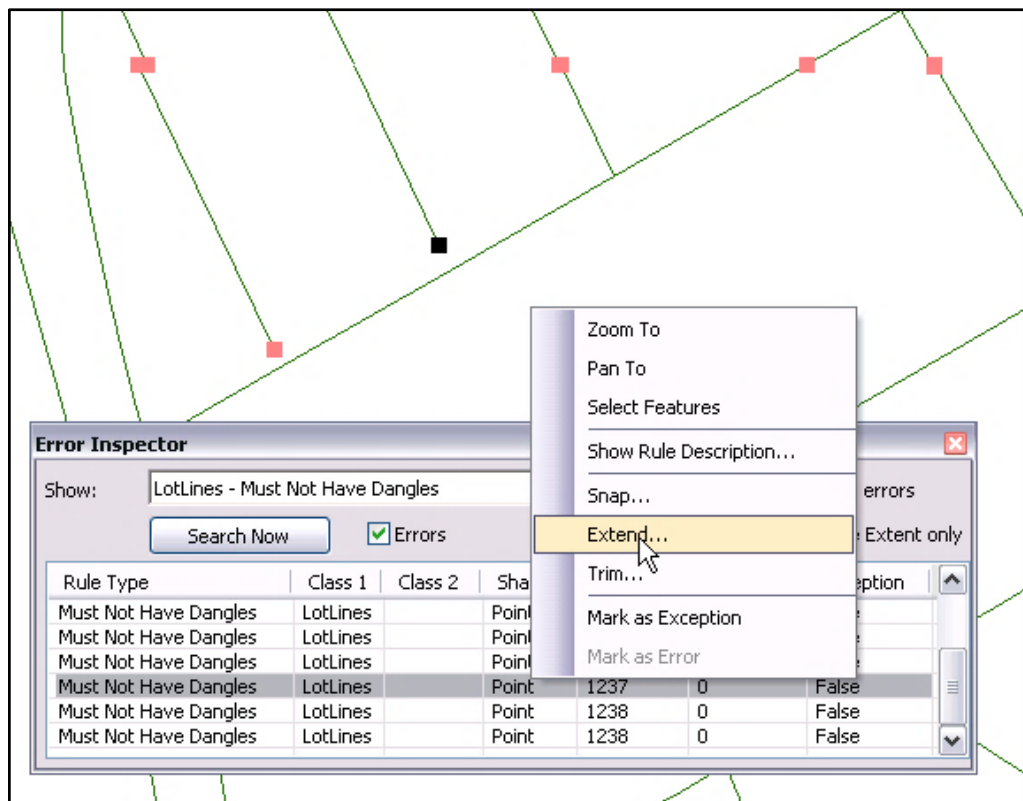 Zoom To
Pan To
Select Features
Show Rule Description...
Snap...
Extend...
Trim...
Mark as Exception
Mark as Error
Error Inspector
Show: LotLines - Must Not Have Dangles errors
Search Now Errors Extent only
Rule Type Class 1 Class 2
Must Not Have Dangles LotLines
Must Not Have Dangles LotLines
Must Not Have Dangles LotLines
Must Not Have Dangles LotLines Point 1237 0 False
Must Not Have Dangles LotLines Point 1238 0 False
Must Not Have Dangles LotLines Point 1238 0 False